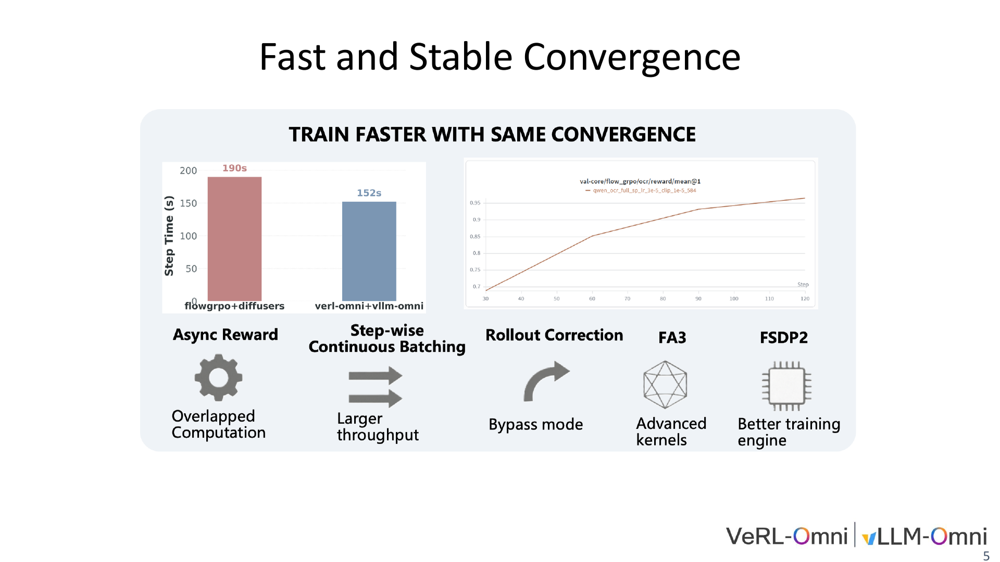 Fast and Stable Convergence
TRAIN FASTER WITH SAME CONVERGENCE
190s
152s
200
150
100
50
0
Step Time (s)
flowgrpo+diffusers
verl-omni+vllm-omni
val-core/flow_grpo/ocr/reward/mean@1
qwen_ocr_full_sp_lr_3e-5_clip_1e-5_584
0.95
0.9
0.85
0.8
0.75
0.7
Step
30 40 50 60 70 80 90 100 110 120
Async Reward
Overlapped
Computation
Step-wise
Continuous Batching
Larger
throughput
Rollout Correction
Bypass mode
FA3
Advanced
kernels
FSDP2
Better training
engine
VeRL-Omni
vLLM-Omni
5